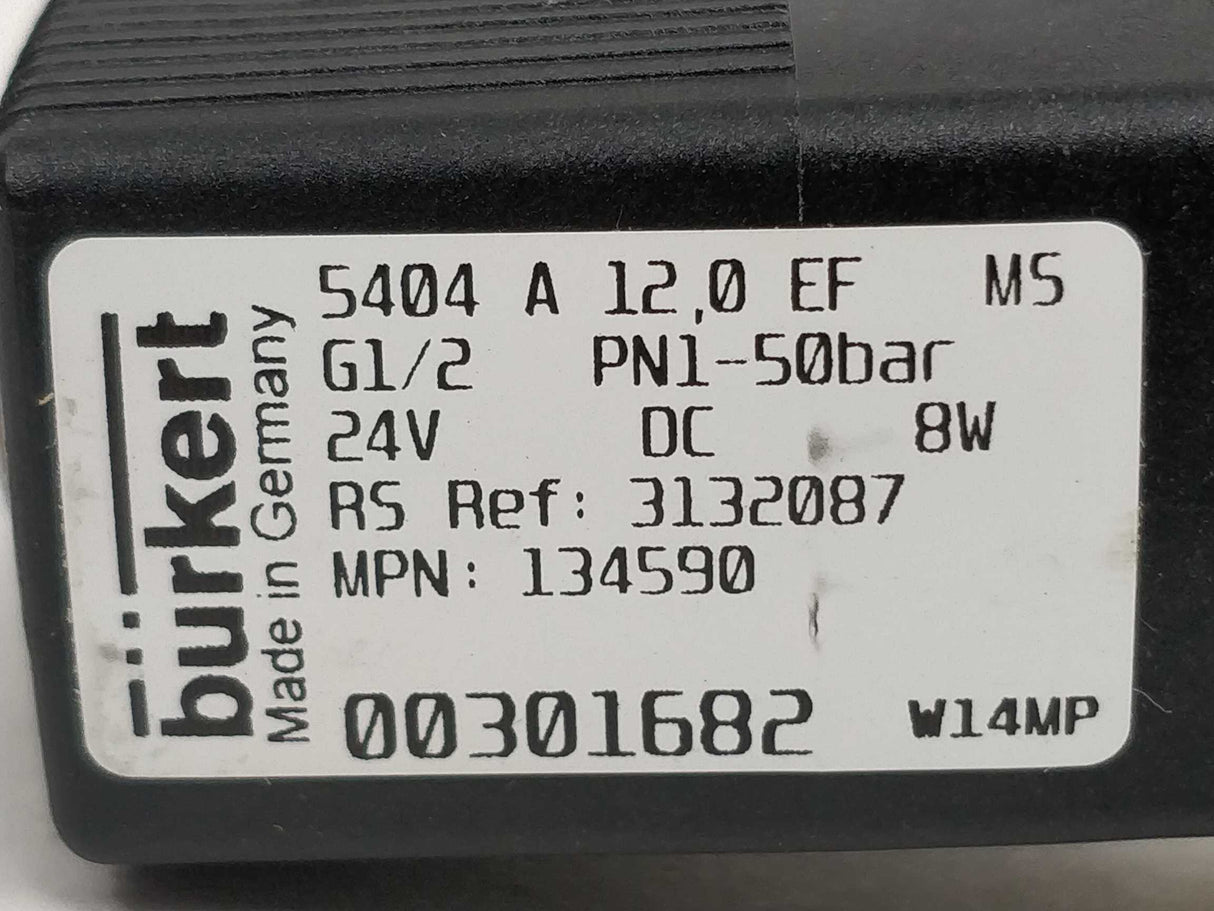 bürkert
Made in Germany
5404 A 12,0 EF MS
G1/2 PN1-50bar
24V DC 8W
RS Ref: 3132087
MPN: 134590
00301682 W14MP